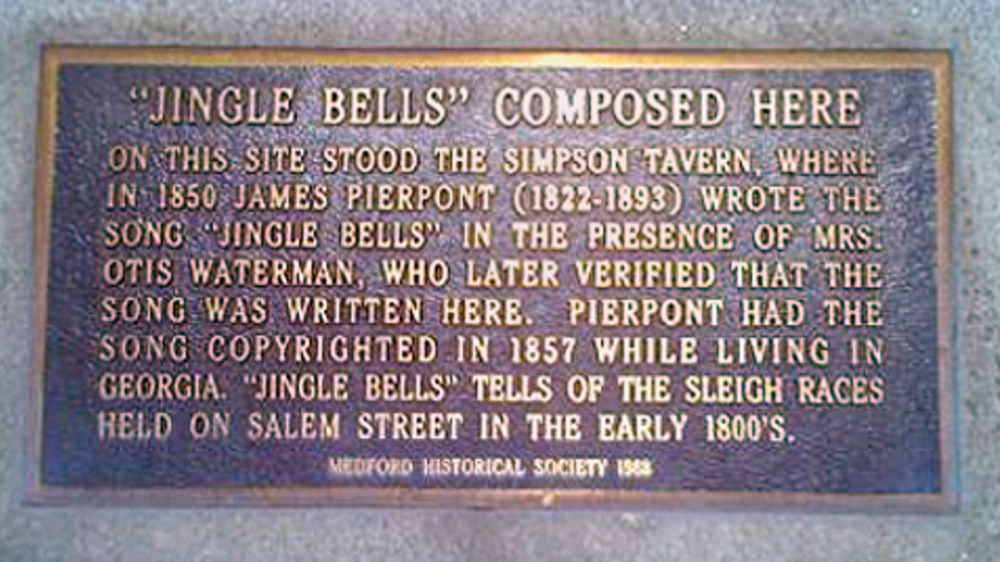 “JINGLE BELLS” COMPOSED HERE
ON THIS SITE STOOD THE SIMPSON TAVERN, WHERE
IN 1850 JAMES PIERPONT (1822-1893) WROTE THE
SONG “JINGLE BELLS” IN THE PRESENCE OF MRS.
OTIS WATERMAN, WHO LATER VERIFIED THAT THE
SONG WAS WRITTEN HERE. PIERPONT HAD THE
SONG COPYRIGHTED IN 1857 WHILE LIVING IN
GEORGIA. “JINGLE BELLS” TELLS OF THE SLEIGH RACES
HELD ON SALEM STREET IN THE EARLY 1800'S.
MEDFORD HISTORICAL SOCIETY